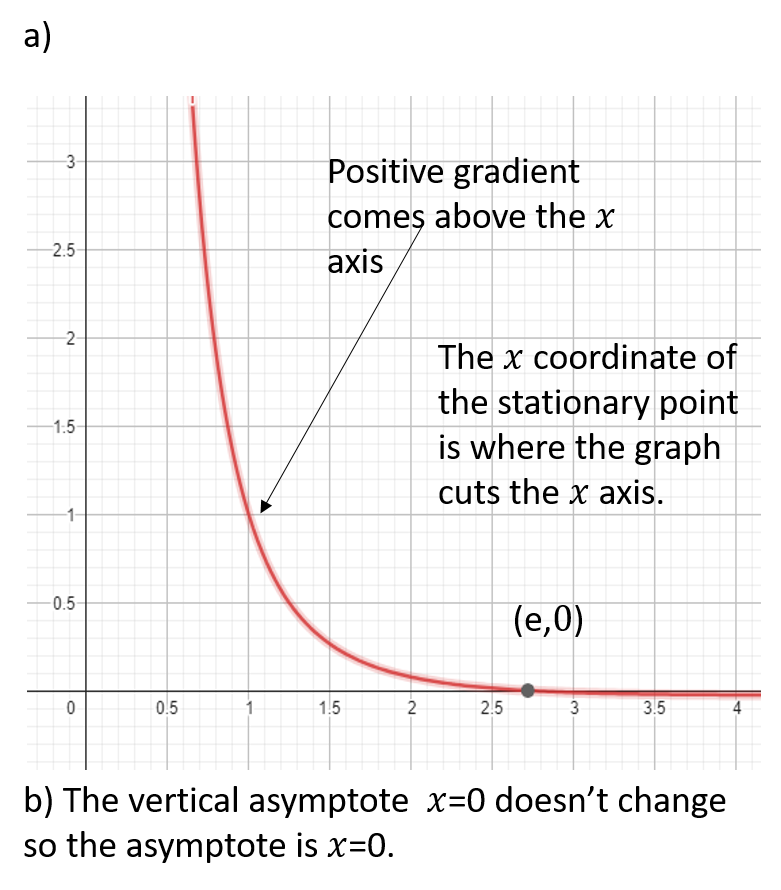 a)
Positive gradient
comes above the x
axis
The x coordinate of
the stationary point
is where the graph
cuts the x axis.
(e,0)
3
2.5
2
1.5
1
0.5
0 0.5 1 1.5 2 2.5 3 3.5 4
b) The vertical asymptote x=0 doesn’t change
so the asymptote is x=0.